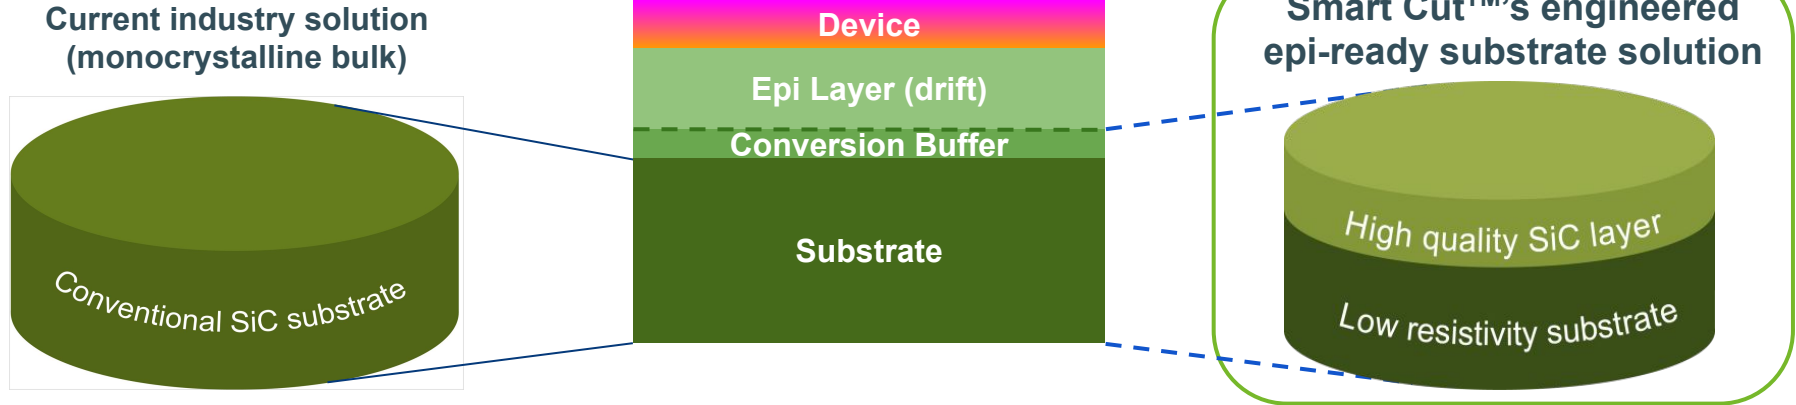 Current industry solution
(monocrystalline bulk)
Conventional SiC substrate
Device
Epi Layer (drift)
Conversion Buffer
Substrate
Smart Cut™'s engineered
epi-ready substrate solution
High quality SiC layer
Low resistivity substrate